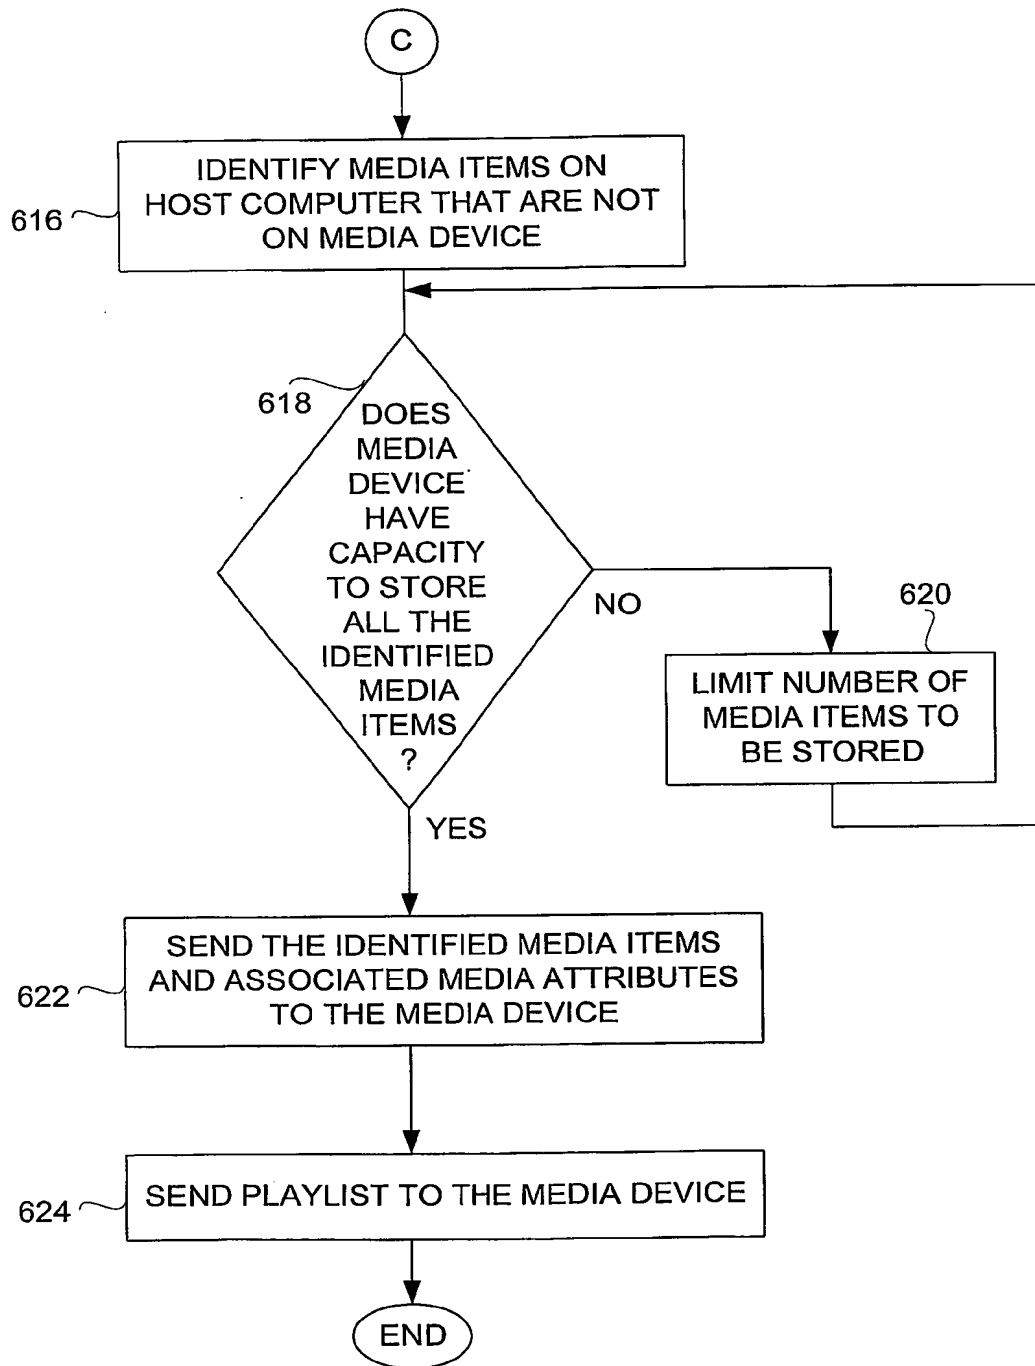 C
IDENTIFY MEDIA ITEMS ON
HOST COMPUTER THAT ARE NOT
ON MEDIA DEVICE
616
618
DOES
MEDIA
DEVICE
HAVE
CAPACITY
TO STORE
ALL THE
IDENTIFIED
MEDIA
ITEMS
?
NO
620
LIMIT NUMBER OF
MEDIA ITEMS TO
BE STORED
YES
SEND THE IDENTIFIED MEDIA ITEMS
AND ASSOCIATED MEDIA ATTRIBUTES
TO THE MEDIA DEVICE
622
SEND PLAYLIST TO THE MEDIA DEVICE
624
END